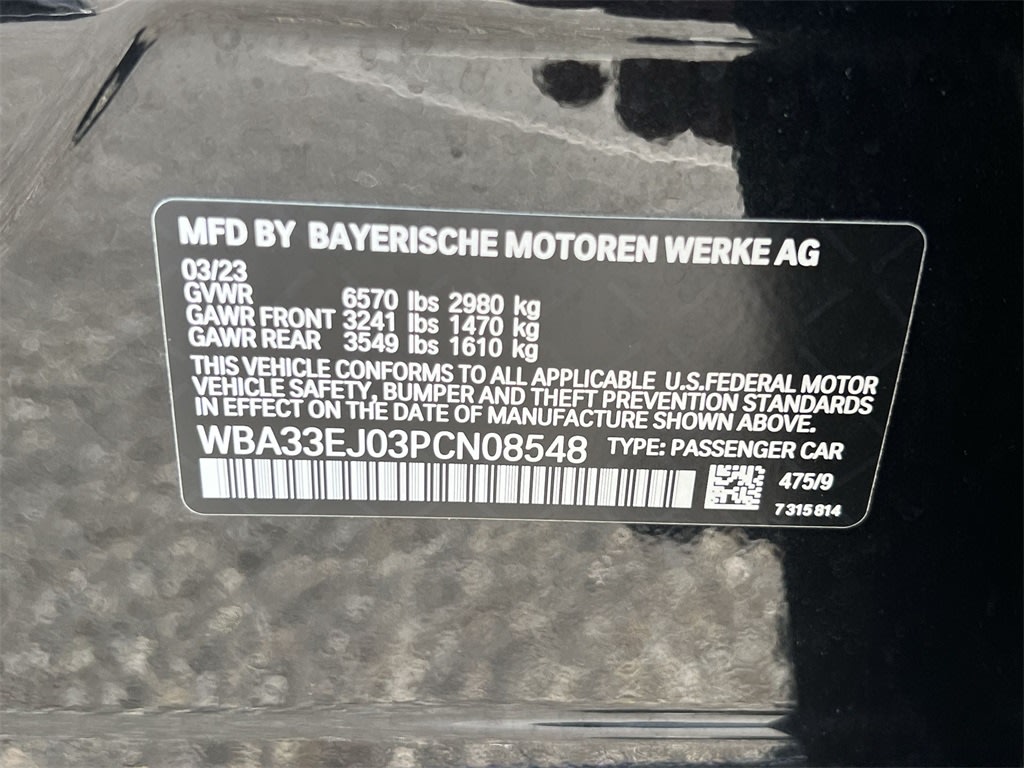 MFD BY BAYERISCHE MOTOREN WERKE AG
03/23
GVWR 6570 lbs 2980 kg
GAWR FRONT 3241 lbs 1470 kg
GAWR REAR 3549 lbs 1610 kg
THIS VEHICLE CONFORMS TO ALL APPLICABLE U.S.FEDERAL MOTOR
VEHICLE SAFETY, BUMPER AND THEFT PREVENTION STANDARDS
IN EFFECT ON THE DATE OF MANUFACTURE SHOWN ABOVE.
WBA33EJ03PCN08548 TYPE: PASSENGER CAR
475/9
7 315 814